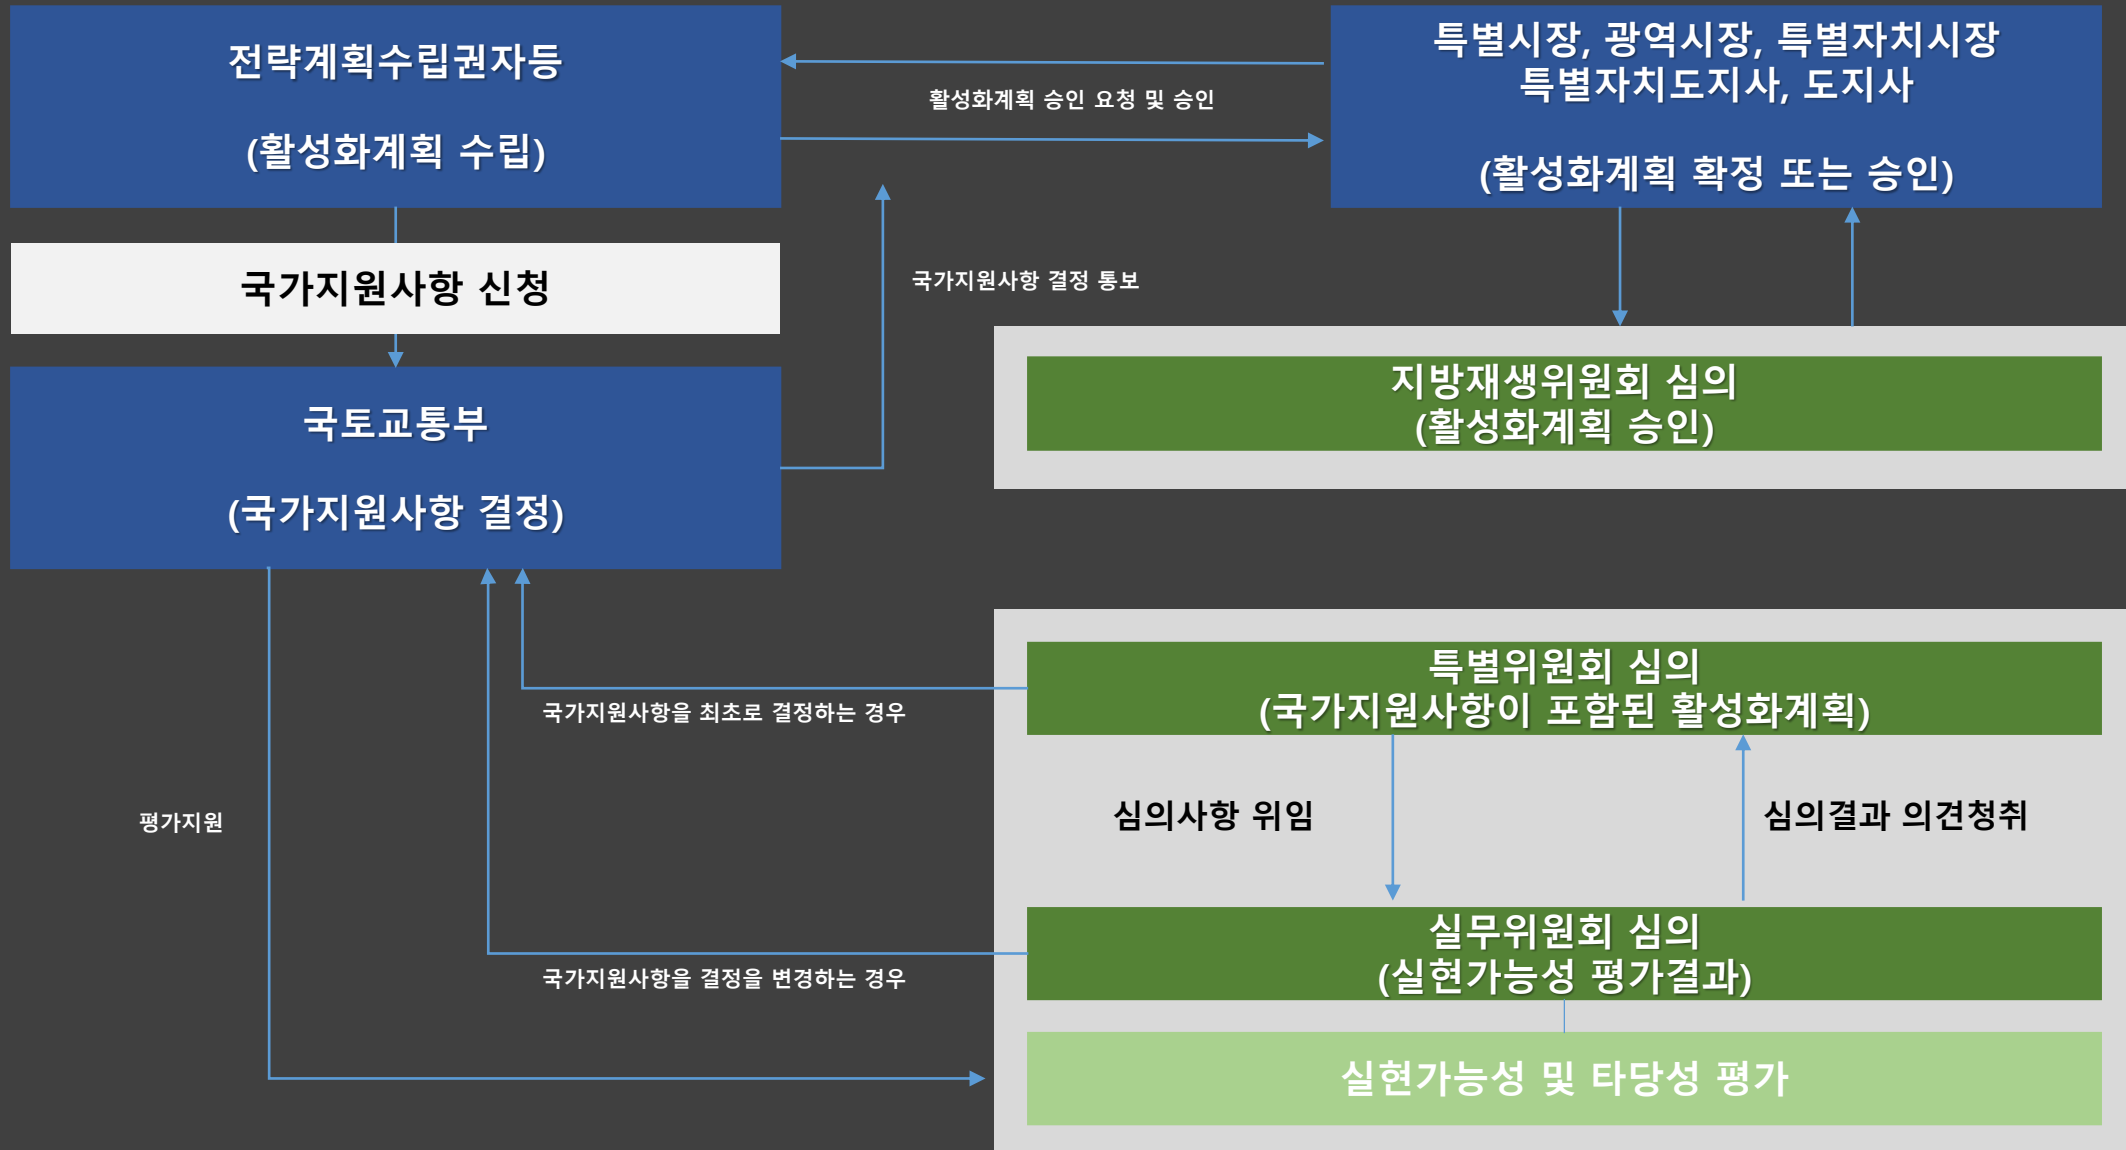 전략계획수립권자등
(활성화계획 수립)
활성화계획 승인 요청 및 승인
특별시장, 광역시장, 특별자치시장
특별자치도지사, 도지사
(활성화계획 확정 또는 승인)
국가지원사항 신청
국가지원사항 결정 통보
국토교통부
(국가지원사항 결정)
지방재생위원회 심의
(활성화계획 승인)
특별위원회 심의
(국가지원사항이 포함된 활성화계획)
국가지원사항을 최초로 결정하는 경우
평가지원
심의사항 위임
심의결과 의견청취
실무위원회 심의
(실현가능성 평가결과)
국가지원사항을 결정을 변경하는 경우
실현가능성 및 타당성 평가